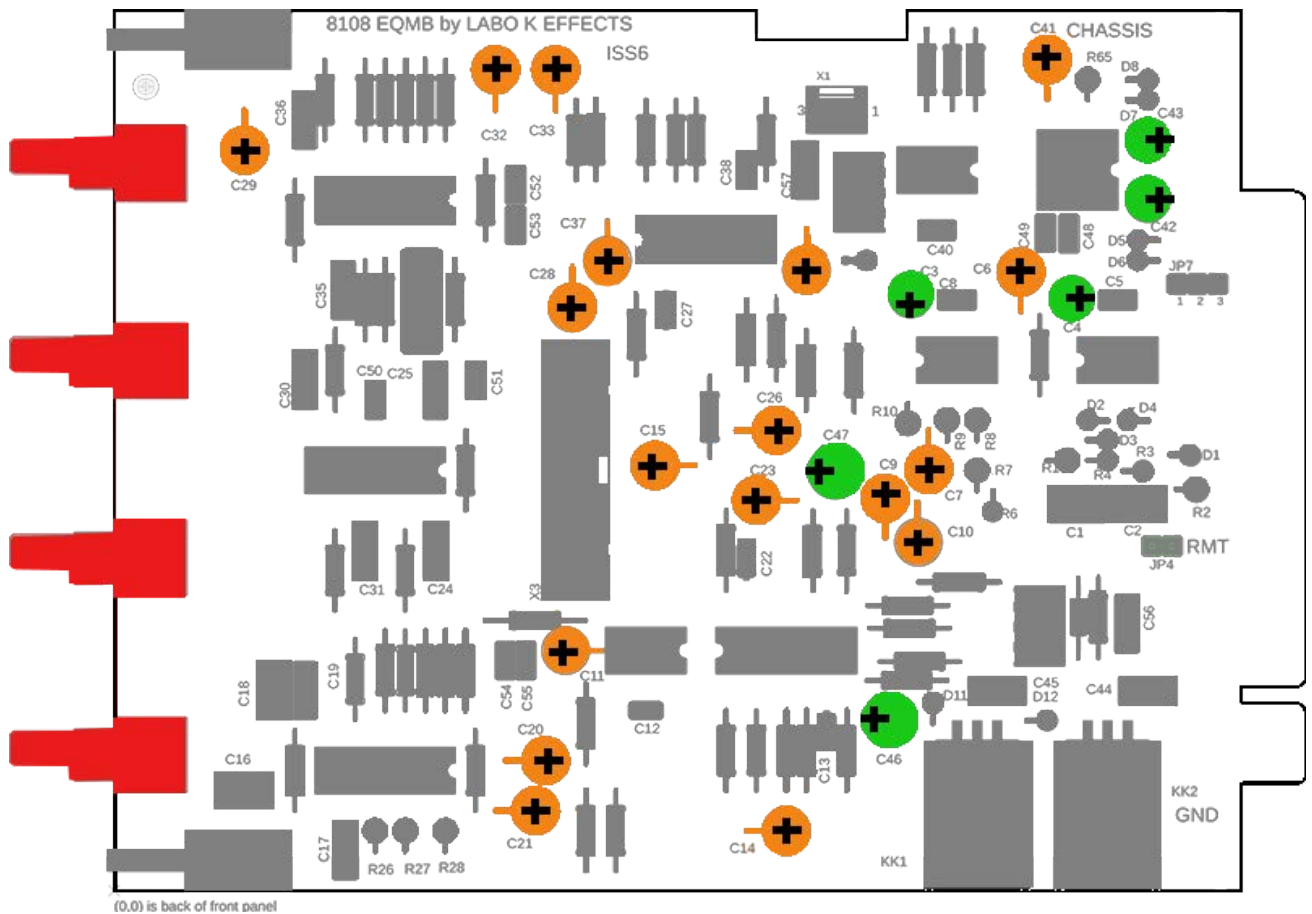 8108 EQMB by LABO K EFFECTS
ISS6
C41
CHASSIS
R65
D8
D7
C43
X1
3
1
C36
C32
C33
C29
C38
C57
C52
C53
C37
C40
C49
C48
C42
C28
C6
D5
D6
JP7
1 2 3
C35
C27
C3
C8
C5
C4
C30
C50
C25
C51
C26
R10
R9
R8
D2
D4
C15
C47
D3
R3
D1
C23
C9
C7
R7
R1
R4
R6
R2
C10
C1
C2
RMT
JP4
C31
C24
C22
X3
C56
C19
C18
C54
C55
C11
C12
D11
C45
D12
C44
C20
C46
C16
C13
KK2
GND
C21
C14
KK1
C17
R26
R27
R28
(0,0) is back of front panel